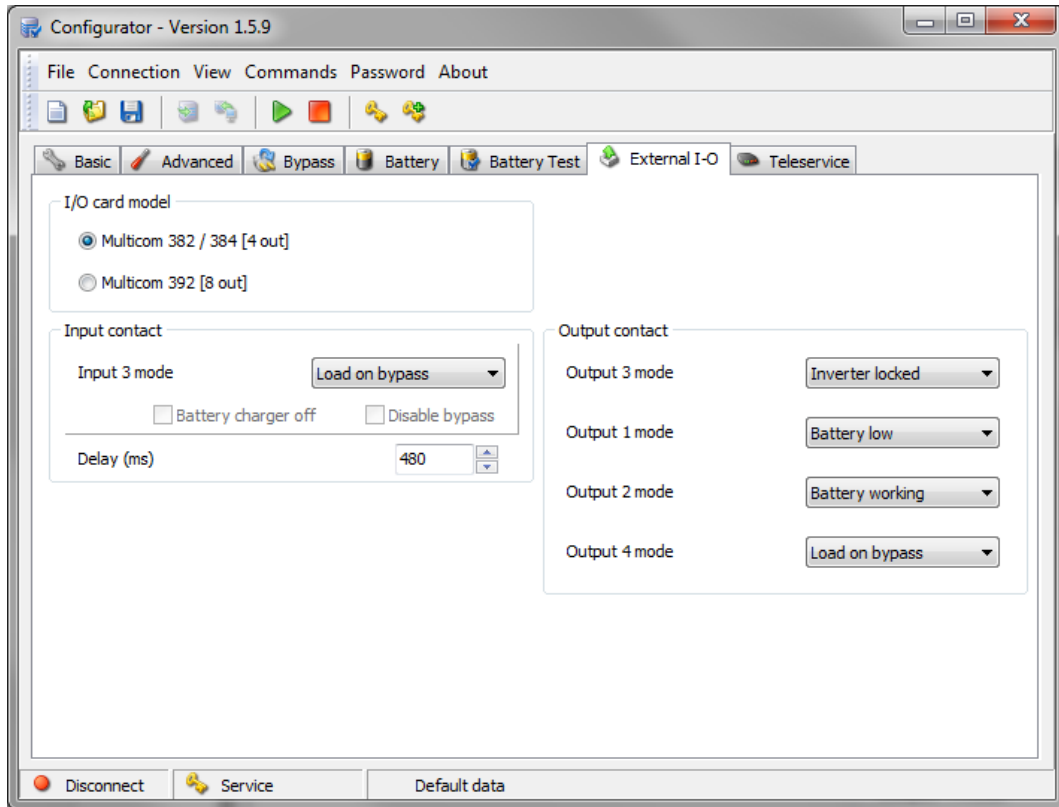 Configurator - Version 1.5.9
File Connection View Commands Password About
Basic Advanced Bypass Battery Battery Test External I-O Teleservice
I/O card model
Multicom 382 / 384 [4 out]
Multicom 392 [8 out]
Input contact
Input 3 mode Load on bypass
Battery charger off Disable bypass
Delay (ms) 480
Output contact
Output 3 mode Inverter locked
Output 1 mode Battery low
Output 2 mode Battery working
Output 4 mode Load on bypass
Disconnect Service Default data